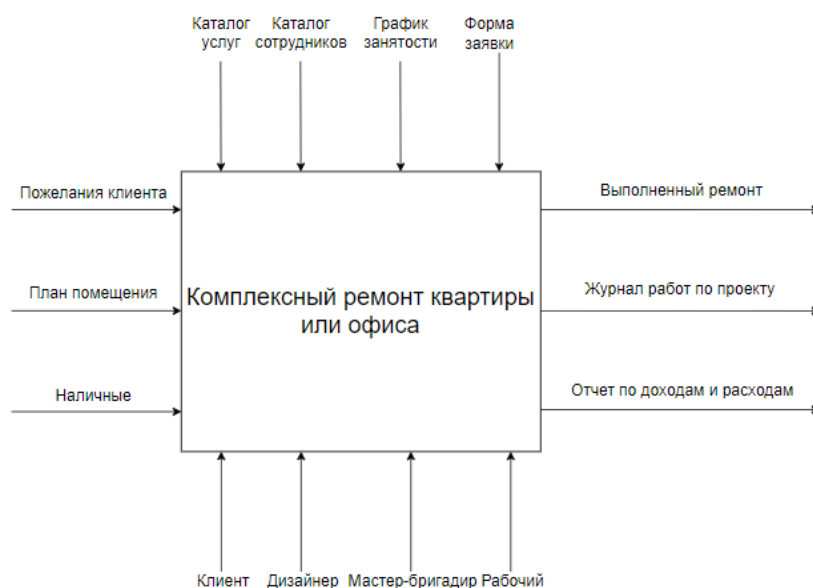 Каталог
услуг
Каталог
сотрудников
График
занятости
Форма
заявки
Пожелания клиента
Выполненный ремонт
План помещения
Комплексный ремонт квартиры
или офиса
Журнал работ по проекту
Наличные
Отчет по доходам и расходам
Клиент
Дизайнер
Мастер-бригадир
Рабочий